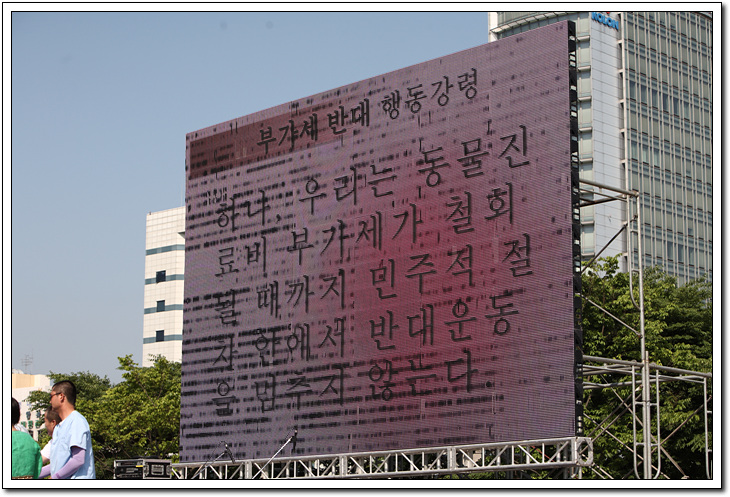 KOLON
부가세 반대 행동강령
하나, 우리는 동물진
료비 부가세가 철회
될 때까지 민주적 절
차 안에서 반대운동
을 멈추지 않는다.